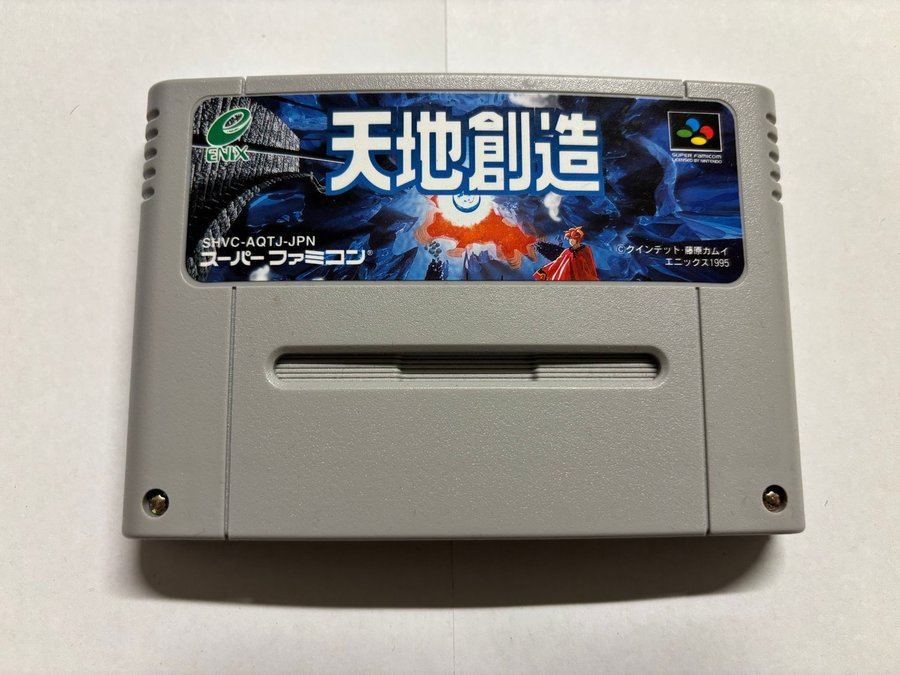 ENIX
天地創造
SUPER FAMICOM
LICENSED BY NINTENDO
SHVC-AQTJ-JPN
スーパーファミコン®
©クインテット・藤原カムイ
エニックス1995